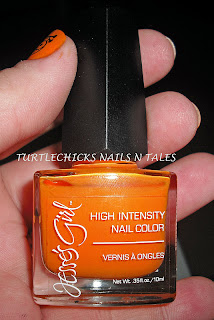 TURTLECHICKS NAILS N TALES
Jesse's Girl
HIGH INTENSITY
NAIL COLOR
VERNIS À ONGLES
Net Wt. .35fl.oz./10ml